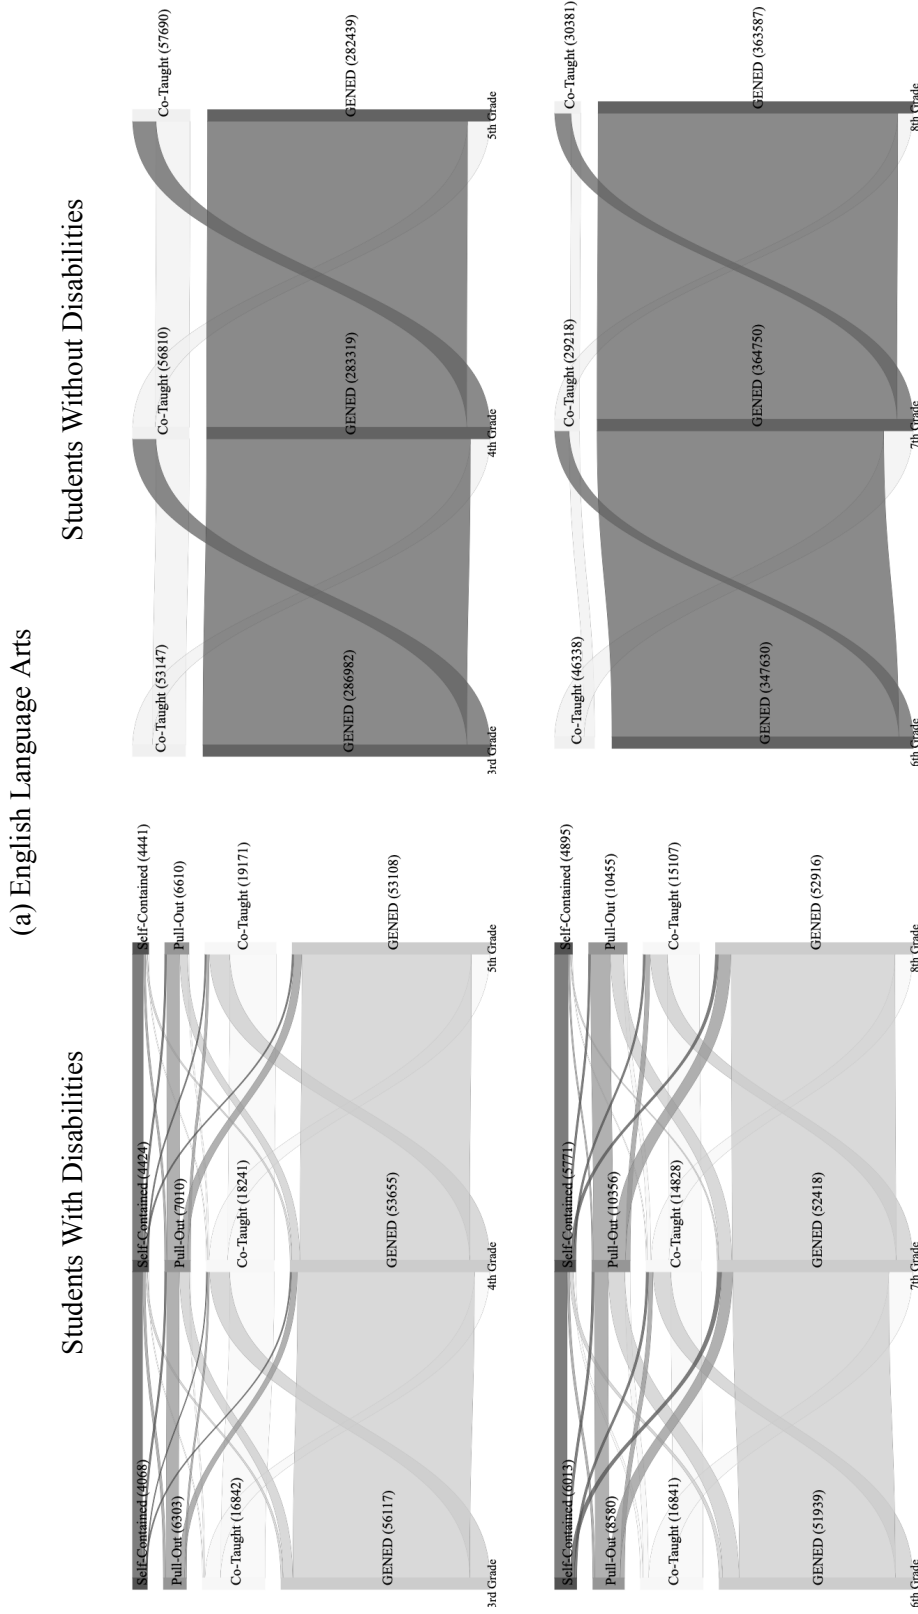 (a) English Language Arts
Students With Disabilities
Students Without Disabilities
Self-Contained (4068)
Pull-Out (6303)
Co-Taught (16842)
GENED (56117)
3rd Grade
Self-Contained (4424)
Pull-Out (7010)
Co-Taught (18241)
GENED (53655)
4th Grade
Self-Contained (4441)
Pull-Out (6610)
Co-Taught (19171)
GENED (53108)
5th Grade
Co-Taught (53147)
GENED (286982)
3rd Grade
Co-Taught (56810)
GENED (283319)
4th Grade
Co-Taught (57690)
GENED (282439)
5th Grade
Self-Contained (6013)
Pull-Out (8580)
Co-Taught (16841)
GENED (51939)
6th Grade
Self-Contained (5771)
Pull-Out (10356)
Co-Taught (14828)
GENED (52418)
7th Grade
Self-Contained (4895)
Pull-Out (10455)
Co-Taught (15107)
GENED (52916)
8th Grade
Co-Taught (46338)
GENED (347630)
6th Grade
Co-Taught (29218)
GENED (364750)
7th Grade
Co-Taught (30381)
GENED (363587)
8th Grade